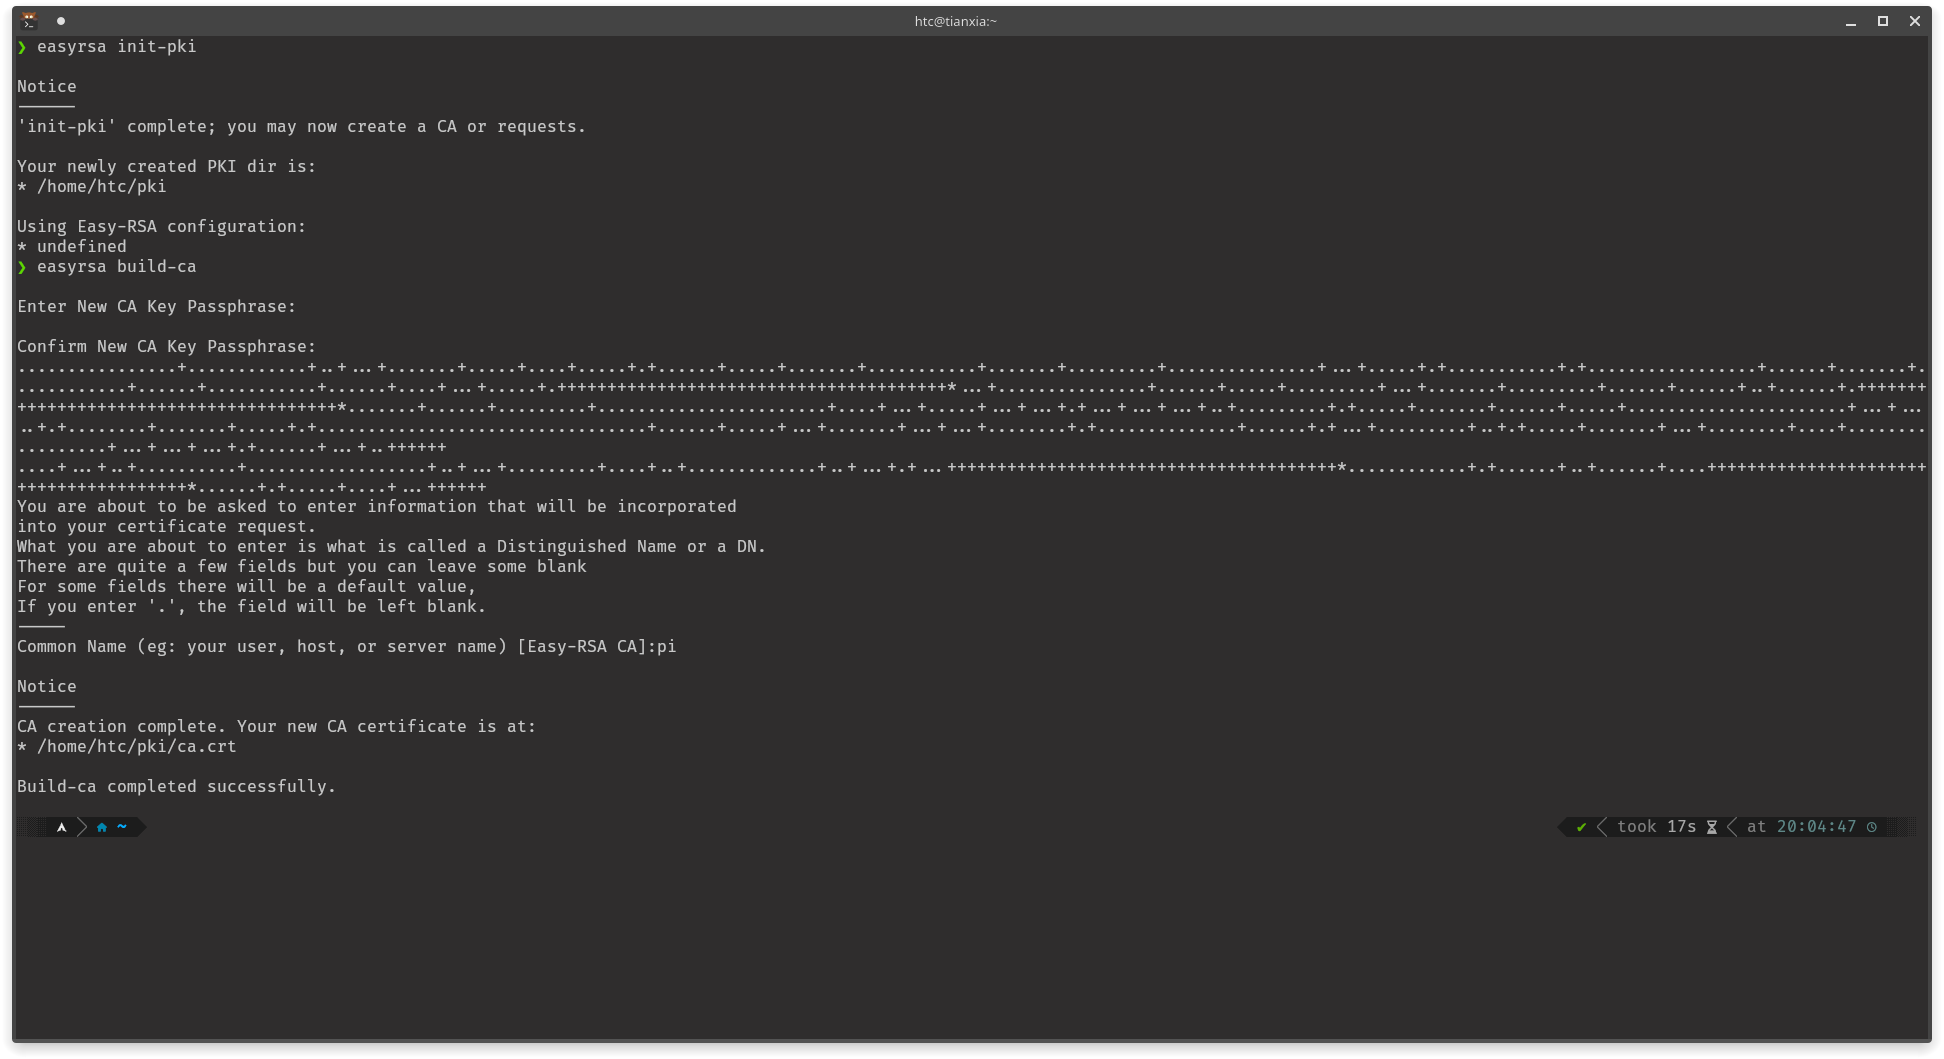 htc@tianxia:~
❯ easyrsa init-pki
Notice
------
'init-pki' complete; you may now create a CA or requests.
Your newly created PKI dir is:
* /home/htc/pki
Using Easy-RSA configuration:
* undefined
❯ easyrsa build-ca
Enter New CA Key Passphrase:
Confirm New CA Key Passphrase:
You are about to be asked to enter information that will be incorporated
into your certificate request.
What you are about to enter is what is called a Distinguished Name or a DN.
There are quite a few fields but you can leave some blank
For some fields there will be a default value,
If you enter '.', the field will be left blank.
-----
Common Name (eg: your user, host, or server name) [Easy-RSA CA]:pi
Notice
------
CA creation complete. Your new CA certificate is at:
* /home/htc/pki/ca.crt
Build-ca completed successfully.
~ ✔ took 17s at 20:04:47